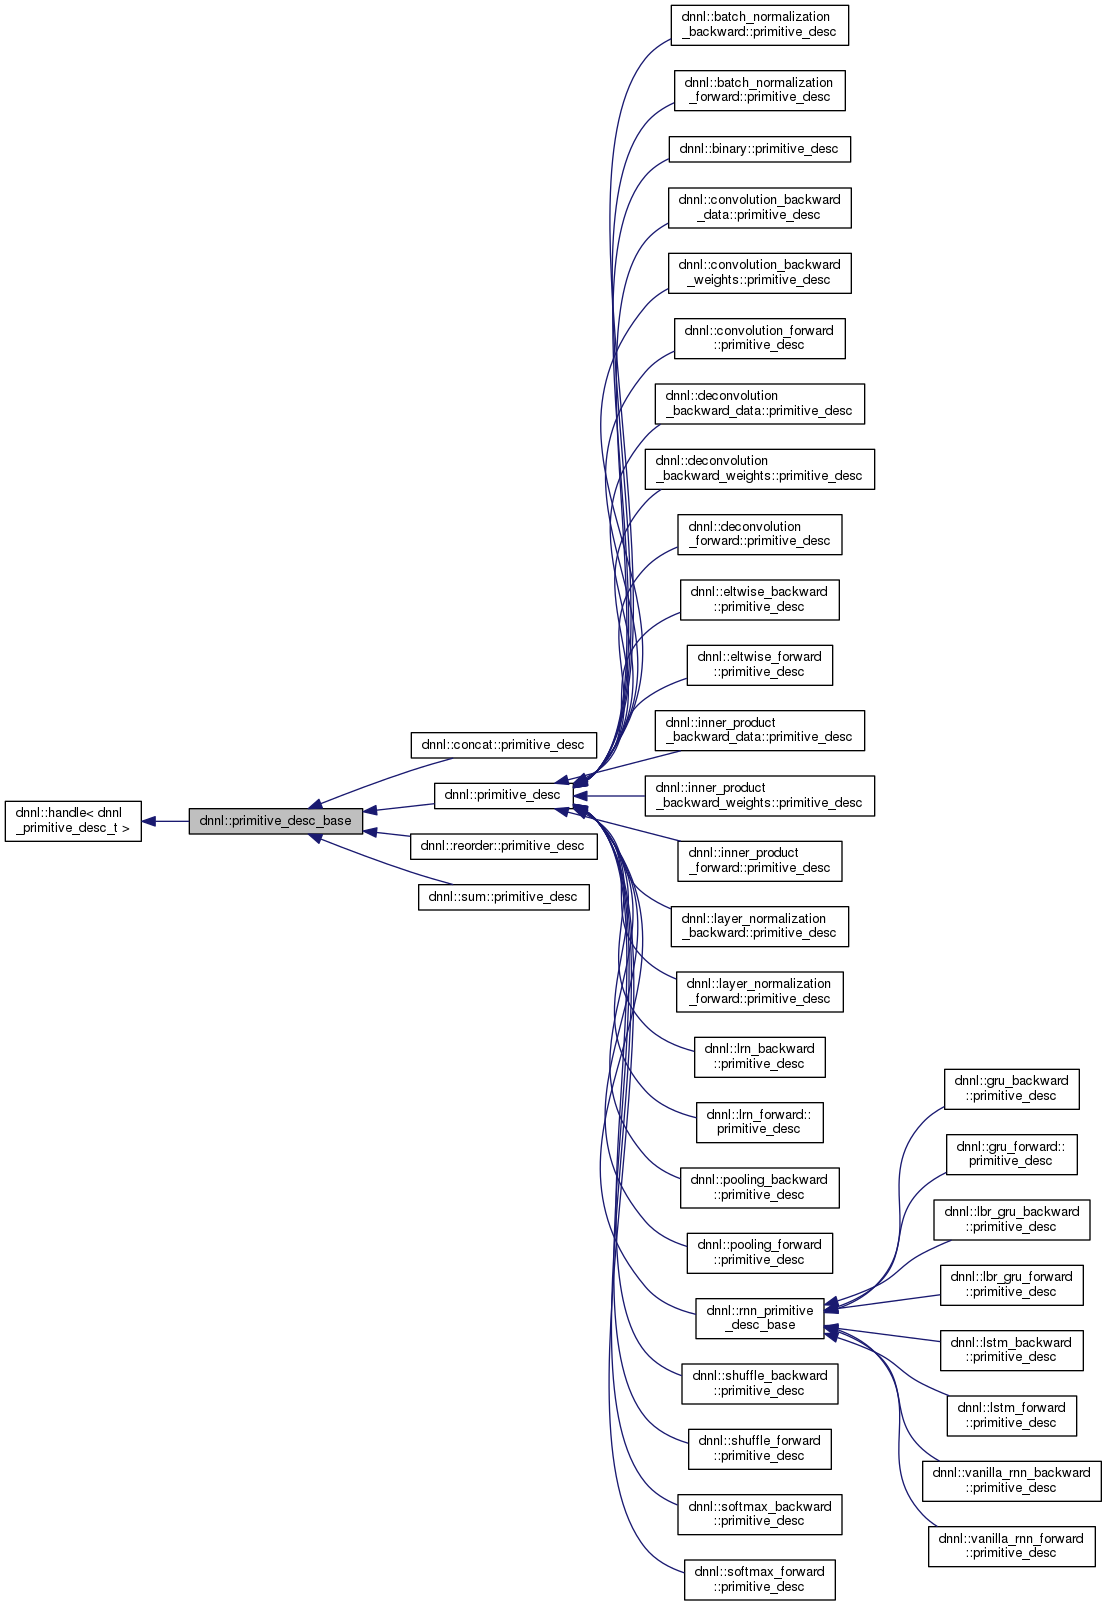 dnnl::handle< dnnl
_primitive_desc_t >
dnnl::primitive_desc_base
dnnl::concat::primitive_desc
dnnl::primitive_desc
dnnl::reorder::primitive_desc
dnnl::sum::primitive_desc
dnnl::batch_normalization
_backward::primitive_desc
dnnl::batch_normalization
_forward::primitive_desc
dnnl::binary::primitive_desc
dnnl::convolution_backward
_data::primitive_desc
dnnl::convolution_backward
_weights::primitive_desc
dnnl::convolution_forward
::primitive_desc
dnnl::deconvolution
_backward_data::primitive_desc
dnnl::deconvolution
_backward_weights::primitive_desc
dnnl::deconvolution
_forward::primitive_desc
dnnl::eltwise_backward
::primitive_desc
dnnl::eltwise_forward
::primitive_desc
dnnl::inner_product
_backward_data::primitive_desc
dnnl::inner_product
_backward_weights::primitive_desc
dnnl::inner_product
_forward::primitive_desc
dnnl::layer_normalization
_backward::primitive_desc
dnnl::layer_normalization
_forward::primitive_desc
dnnl::lrn_backward
::primitive_desc
dnnl::lrn_forward::
primitive_desc
dnnl::pooling_backward
::primitive_desc
dnnl::pooling_forward
::primitive_desc
dnnl::rnn_primitive
_desc_base
dnnl::shuffle_backward
::primitive_desc
dnnl::shuffle_forward
::primitive_desc
dnnl::softmax_backward
::primitive_desc
dnnl::softmax_forward
::primitive_desc
dnnl::gru_backward
::primitive_desc
dnnl::gru_forward::
primitive_desc
dnnl::lbr_gru_backward
::primitive_desc
dnnl::lbr_gru_forward
::primitive_desc
dnnl::lstm_backward
::primitive_desc
dnnl::lstm_forward
::primitive_desc
dnnl::vanilla_rnn_backward
::primitive_desc
dnnl::vanilla_rnn_forward
::primitive_desc